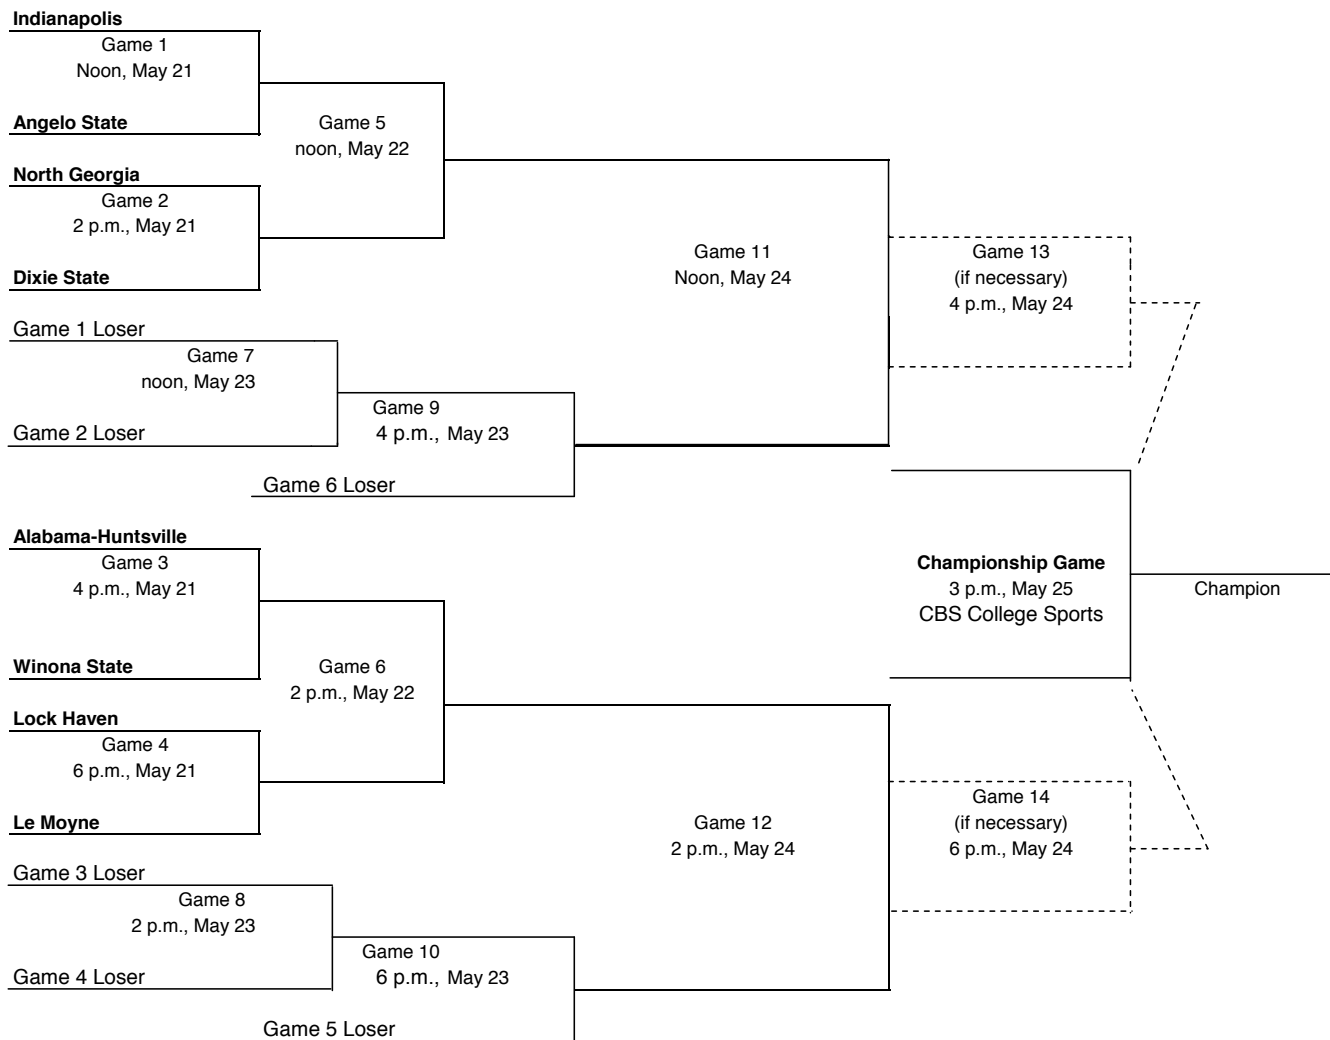 Indianapolis
Game 1
Noon, May 21
Angelo State
Game 5
noon, May 22
North Georgia
Game 2
2 p.m., May 21
Dixie State
Game 11
Noon, May 24
Game 13
(if necessary)
4 p.m., May 24
Game 1 Loser
Game 7
noon, May 23
Game 2 Loser
Game 9
4 p.m., May 23
Game 6 Loser
Alabama-Huntsville
Game 3
4 p.m., May 21
Winona State
Game 6
2 p.m., May 22
Championship Game
3 p.m., May 25
CBS College Sports
Champion
Lock Haven
Game 4
6 p.m., May 21
Le Moyne
Game 12
2 p.m., May 24
Game 14
(if necessary)
6 p.m., May 24
Game 3 Loser
Game 8
2 p.m., May 23
Game 4 Loser
Game 10
6 p.m., May 23
Game 5 Loser